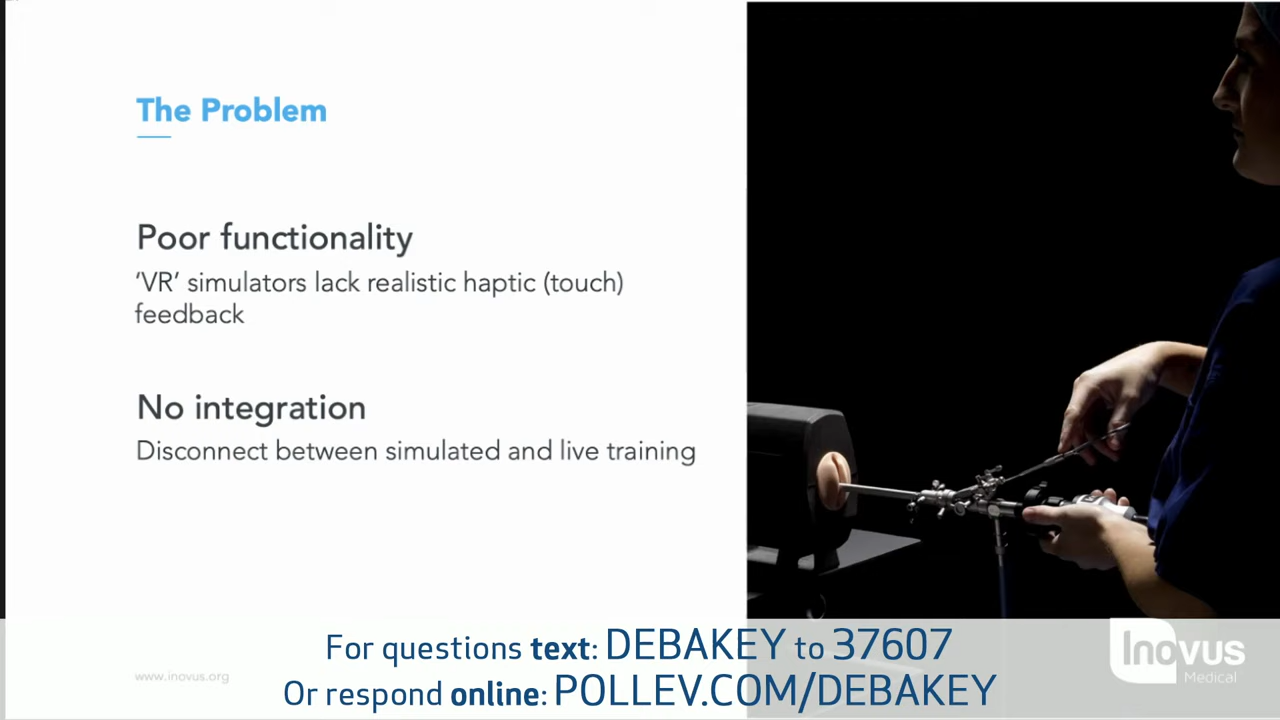 The Problem
Poor functionality
‘VR’ simulators lack realistic haptic (touch)
feedback
No integration
Disconnect between simulated and live training
For questions text: DEBAKEY to 37607
Or respond online: POLLEV.COM/DEBAKEY
www.inovus.org
Inovus
Medical